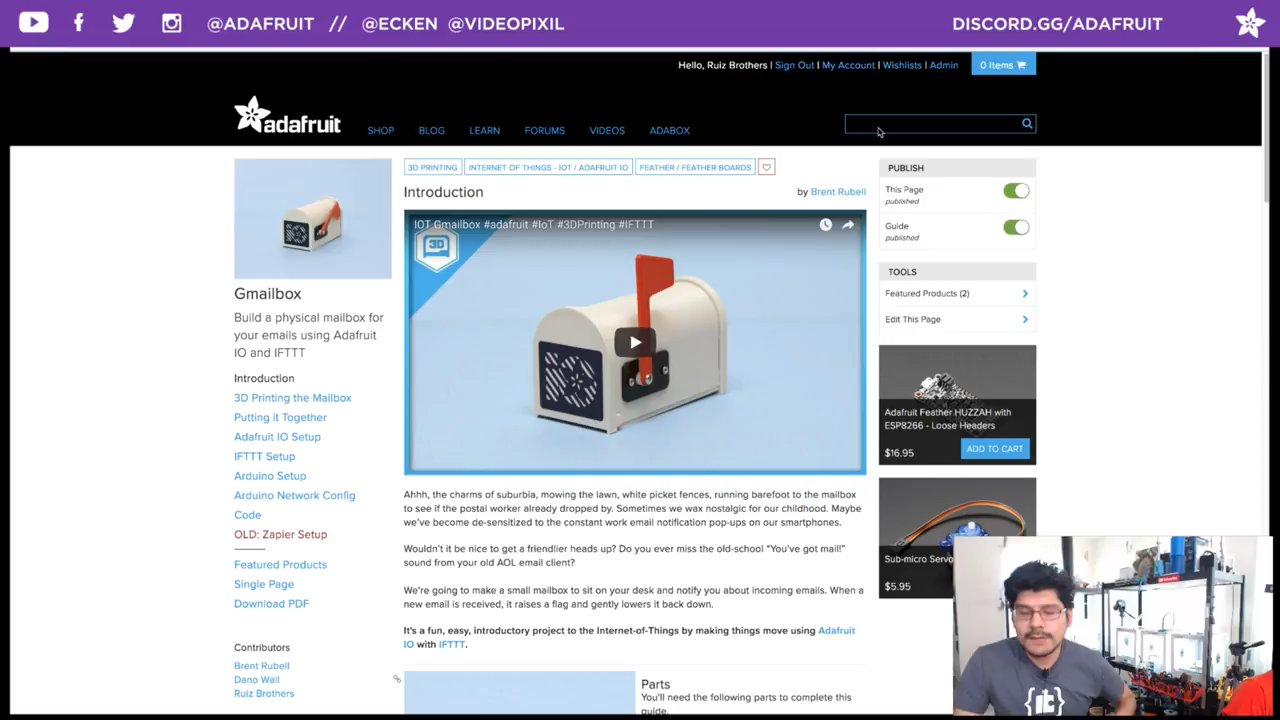 @ADAFRUIT // @ECKEN @VIDEOPIXIL
DISCORD.GG/ADAFRUIT
Hello, Ruiz Brothers | Sign Out | My Account | Wishlists | Admin
0 Items
adafruit
SHOP
BLOG
LEARN
FORUMS
VIDEOS
ADABOX
3D PRINTING
INTERNET OF THINGS - IOT / ADAFRUIT IO
FEATHER / FEATHER BOARDS
Introduction
by Brent Rubell
IOT Gmailbox #adafruit #IoT #3DPrinting #IFTTT
3D
Gmailbox
Build a physical mailbox for
your emails using Adafruit
IO and IFTTT
Introduction
3D Printing the Mailbox
Putting it Together
Adafruit IO Setup
IFTTT Setup
Arduino Setup
Arduino Network Config
Code
OLD: Zapier Setup
Featured Products
Single Page
Download PDF
Contributors
Brent Rubell
Dano Wall
Ruiz Brothers
Ahhh, the charms of suburbia, mowing the lawn, white picket fences, running barefoot to the mailbox
to see if the postal worker already dropped by. Sometimes we wax nostalgic for our childhood. Maybe
we've become de-sensitized to the constant work email notification pop-ups on our smartphones.
Wouldn't it be nice to get a friendlier heads up? Do you ever miss the old-school "You've got mail!"
sound from your old AOL email client?
We're going to make a small mailbox to sit on your desk and notify you about incoming emails. When a
new email is received, it raises a flag and gently lowers it back down.
It's a fun, easy, introductory project to the Internet-of-Things by making things move using Adafruit
IO with IFTTT.
Parts
You'll need the following parts to complete this
guide.
PUBLISH
This Page
published
Guide
published
TOOLS
Featured Products (2)
Edit This Page
Adafruit Feather HUZZAH with
ESP8266 - Loose Headers
$16.95
ADD TO CART
Sub-micro Servo
$5.95